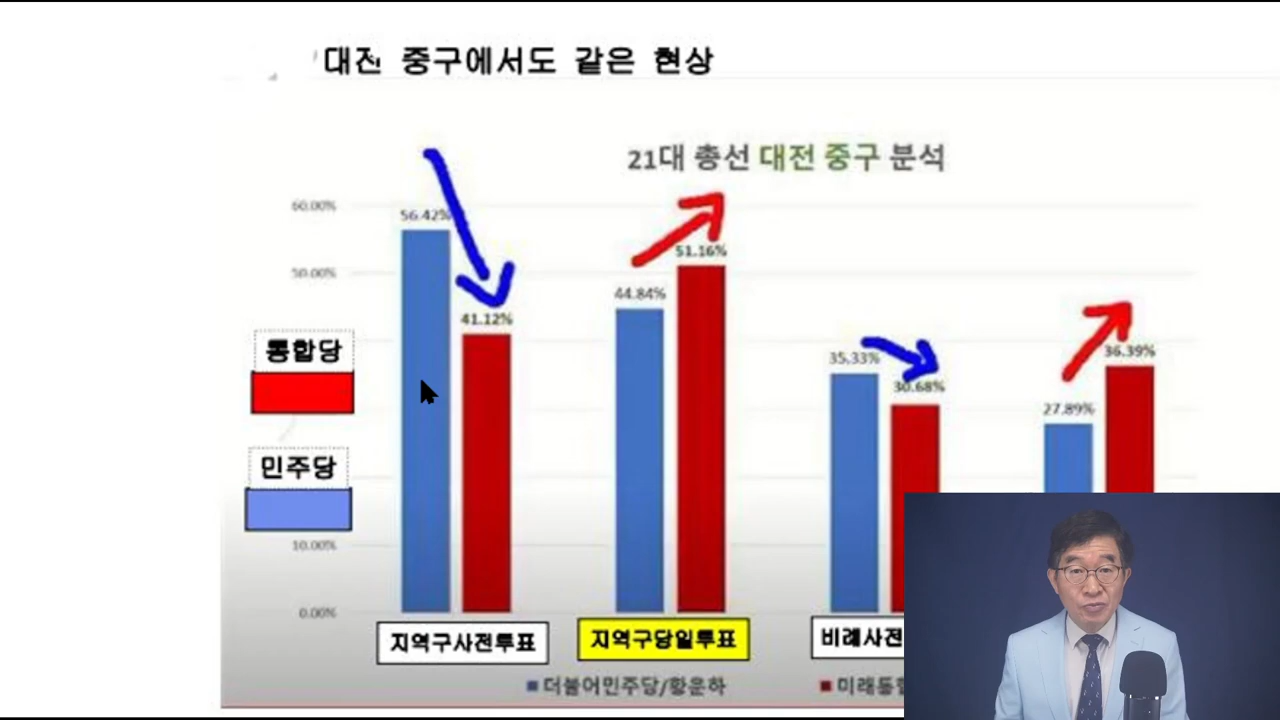 대전 중구에서도 같은 현상
21대 총선 대전 중구 분석
60.00%
56.42%
51.16%
50.00%
44.84%
41.12%
통합당
35.33%
30.68%
36.39%
27.89%
민주당
10.00%
0.00%
지역구사전투표
지역구당일투표
비례사전
더불어민주당/황운하
미래통합